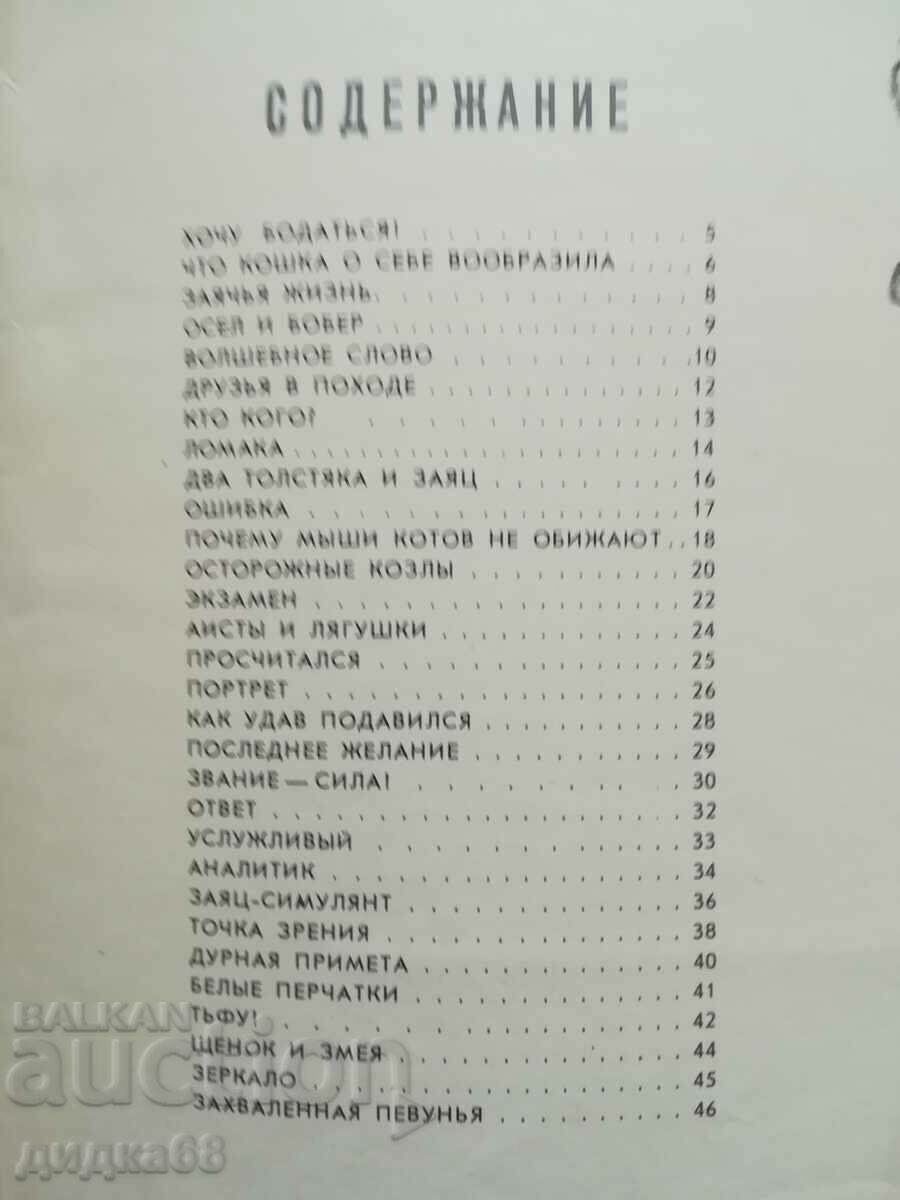 СОДЕРЖАНИЕ
ХОЧУ БОДАТЬСЯ! . . . . . . . . . . . 5
ЧТО КОШКА О СЕБЕ ВООБРАЗИЛА . . . . 6
ЗАЯЧЬЯ ЖИЗНЬ. . . . . . . . . . . . . 8
ОСЕЛ И БОБЕР . . . . . . . . . . . . . 9
ВОЛШЕБНОЕ СЛОВО . . . . . . . . . . 10
ДРУЗЬЯ В ПОХОДЕ . . . . . . . . . . . 12
КТО КОГО? . . . . . . . . . . . 13
ЛОМАКА . . . . . . . . . . . . . . . . 14
ДВА ТОЛСТЯКА И ЗАЯЦ . . . . . . . . 16
ОШИБКА . . . . . . . . . . . . . . . . 17
ПОЧЕМУ МЫШИ КОТОВ НЕ ОБИЖАЮТ . . 18
ОСТОРОЖНЫЕ КОЗЛЫ . . . . . . . . . . 20
ЭКЗАМЕН . . . . . . . . . . . . . . . 22
АИСТЫ И ЛЯГУШКИ . . . . . . . . . . . 24
ПРОСЧИТАЛСЯ . . . . . . . . . . . . . 25
ПОРТРЕТ . . . . . . . . . . . . . . . 26
КАК УДАВ ПОДАВИЛСЯ . . . . . . . . . 28
ПОСЛЕДНЕЕ ЖЕЛАНИЕ . . . . . . . . . . 29
ЗВАНИЕ — СИЛА! . . . . . . . . . . 30
ОТВЕТ . . . . . . . . . . . . . . . . 32
УСЛУЖЛИВЫЙ . . . . . . . . . . . . 33
АНАЛИТИК . . . . . . . . . . . . . . 34
ЗАЯЦ-СИМУЛЯНТ . . . . . . . . . . . . 36
ТОЧКА ЗРЕНИЯ . . . . . . . . . . . . 38
ДУРНАЯ ПРИМЕТА . . . . . . . . . . . 40
БЕЛЫЕ ПЕРЧАТКИ . . . . . . . . . . . 41
ТЬФУ! . . . . . . . . . . . . . . . 42
ЩЕНОК И ЗМЕЯ . . . . . . . . . . . . 44
ЗЕРКАЛО . . . . . . . . . . . . . . . 45
ЗАХВАЛЕННАЯ ПЕВУНЬЯ . . . . . . . . . 46
BALKAN
auction
дидка68